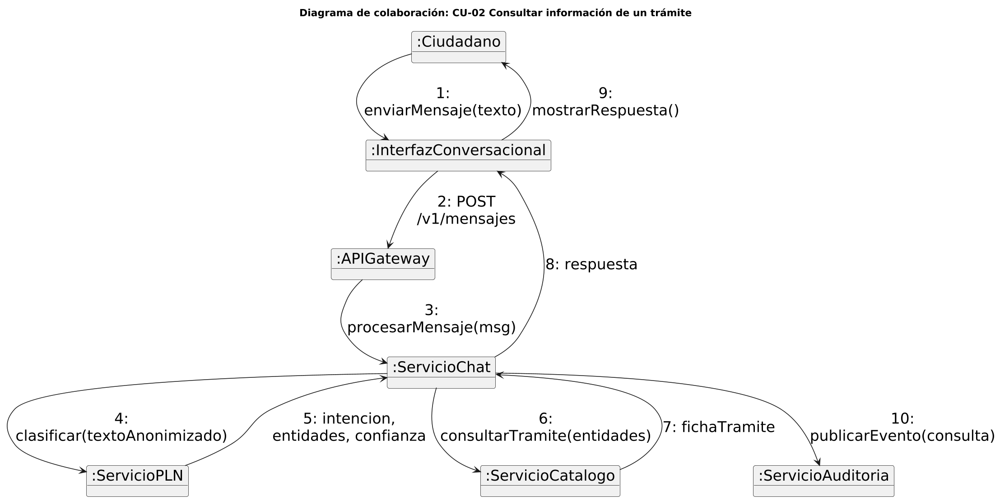 Diagrama de colaboración: CU-02 Consultar información de un trámite
:Ciudadano
1:
enviarMensaje(texto)
9:
mostrarRespuesta()
:InterfazConversacional
2: POST
/v1/mensajes
:APIGateway
8: respuesta
3:
procesarMensaje(msg)
:ServicioChat
4:
clasificar(textoAnonimizado)
5: intencion,
entidades, confianza
6:
consultarTramite(entidades)
7: fichaTramite
10:
publicarEvento(consulta)
:ServicioPLN
:ServicioCatalogo
:ServicioAuditoria